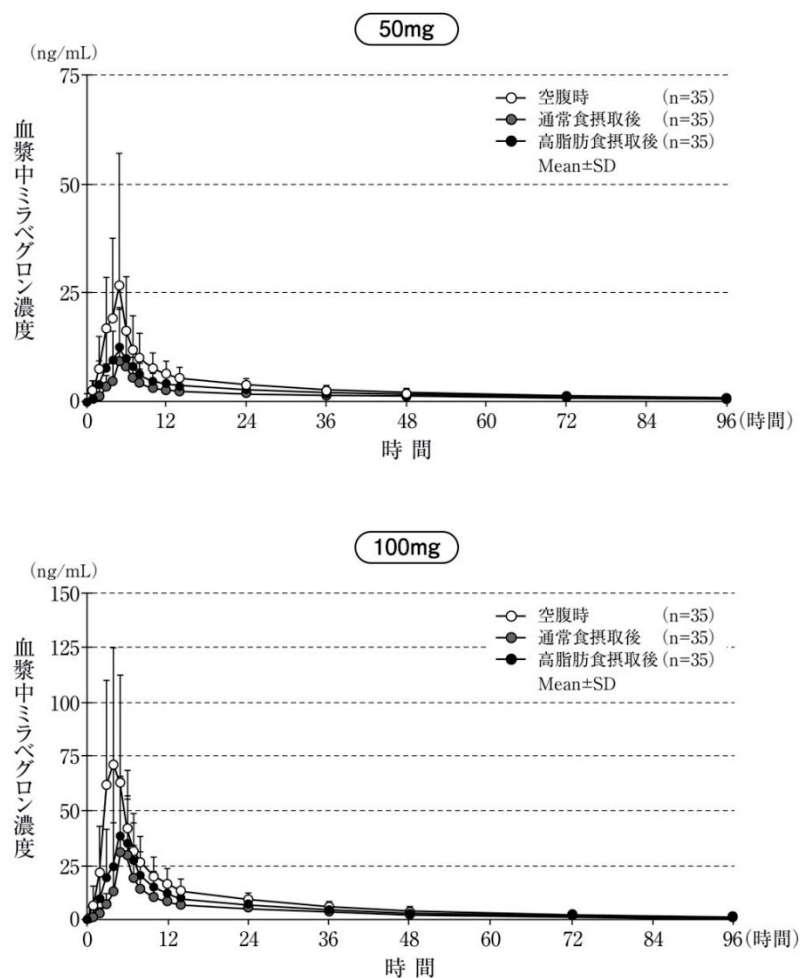 50mg
(ng/mL)
75
50
25
0
血漿中ミラベグロン濃度
空腹時 (n=35)
通常食摂取後 (n=35)
高脂肪食摂取後 (n=35)
Mean±SD
0 12 24 36 48 60 72 84 96 (時間)
時間
100mg
(ng/mL)
150
125
100
75
50
25
0
血漿中ミラベグロン濃度
空腹時 (n=35)
通常食摂取後 (n=35)
高脂肪食摂取後 (n=35)
Mean±SD
0 12 24 36 48 60 72 84 96 (時間)
時間